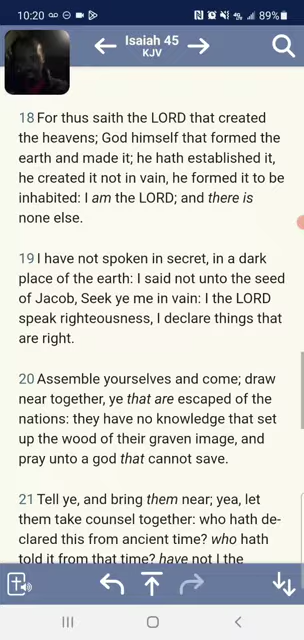 10:20
89%
Isaiah 45
KJV
18 For thus saith the LORD that created
the heavens; God himself that formed the
earth and made it; he hath established it,
he created it not in vain, he formed it to be
inhabited: I am the LORD; and there is
none else.
19 I have not spoken in secret, in a dark
place of the earth: I said not unto the seed
of Jacob, Seek ye me in vain: I the LORD
speak righteousness, I declare things that
are right.
20 Assemble yourselves and come; draw
near together, ye that are escaped of the
nations: they have no knowledge that set
up the wood of their graven image, and
pray unto a god that cannot save.
21 Tell ye, and bring them near; yea, let
them take counsel together: who hath de-
clared this from ancient time? who hath
told it from that time? have not I the